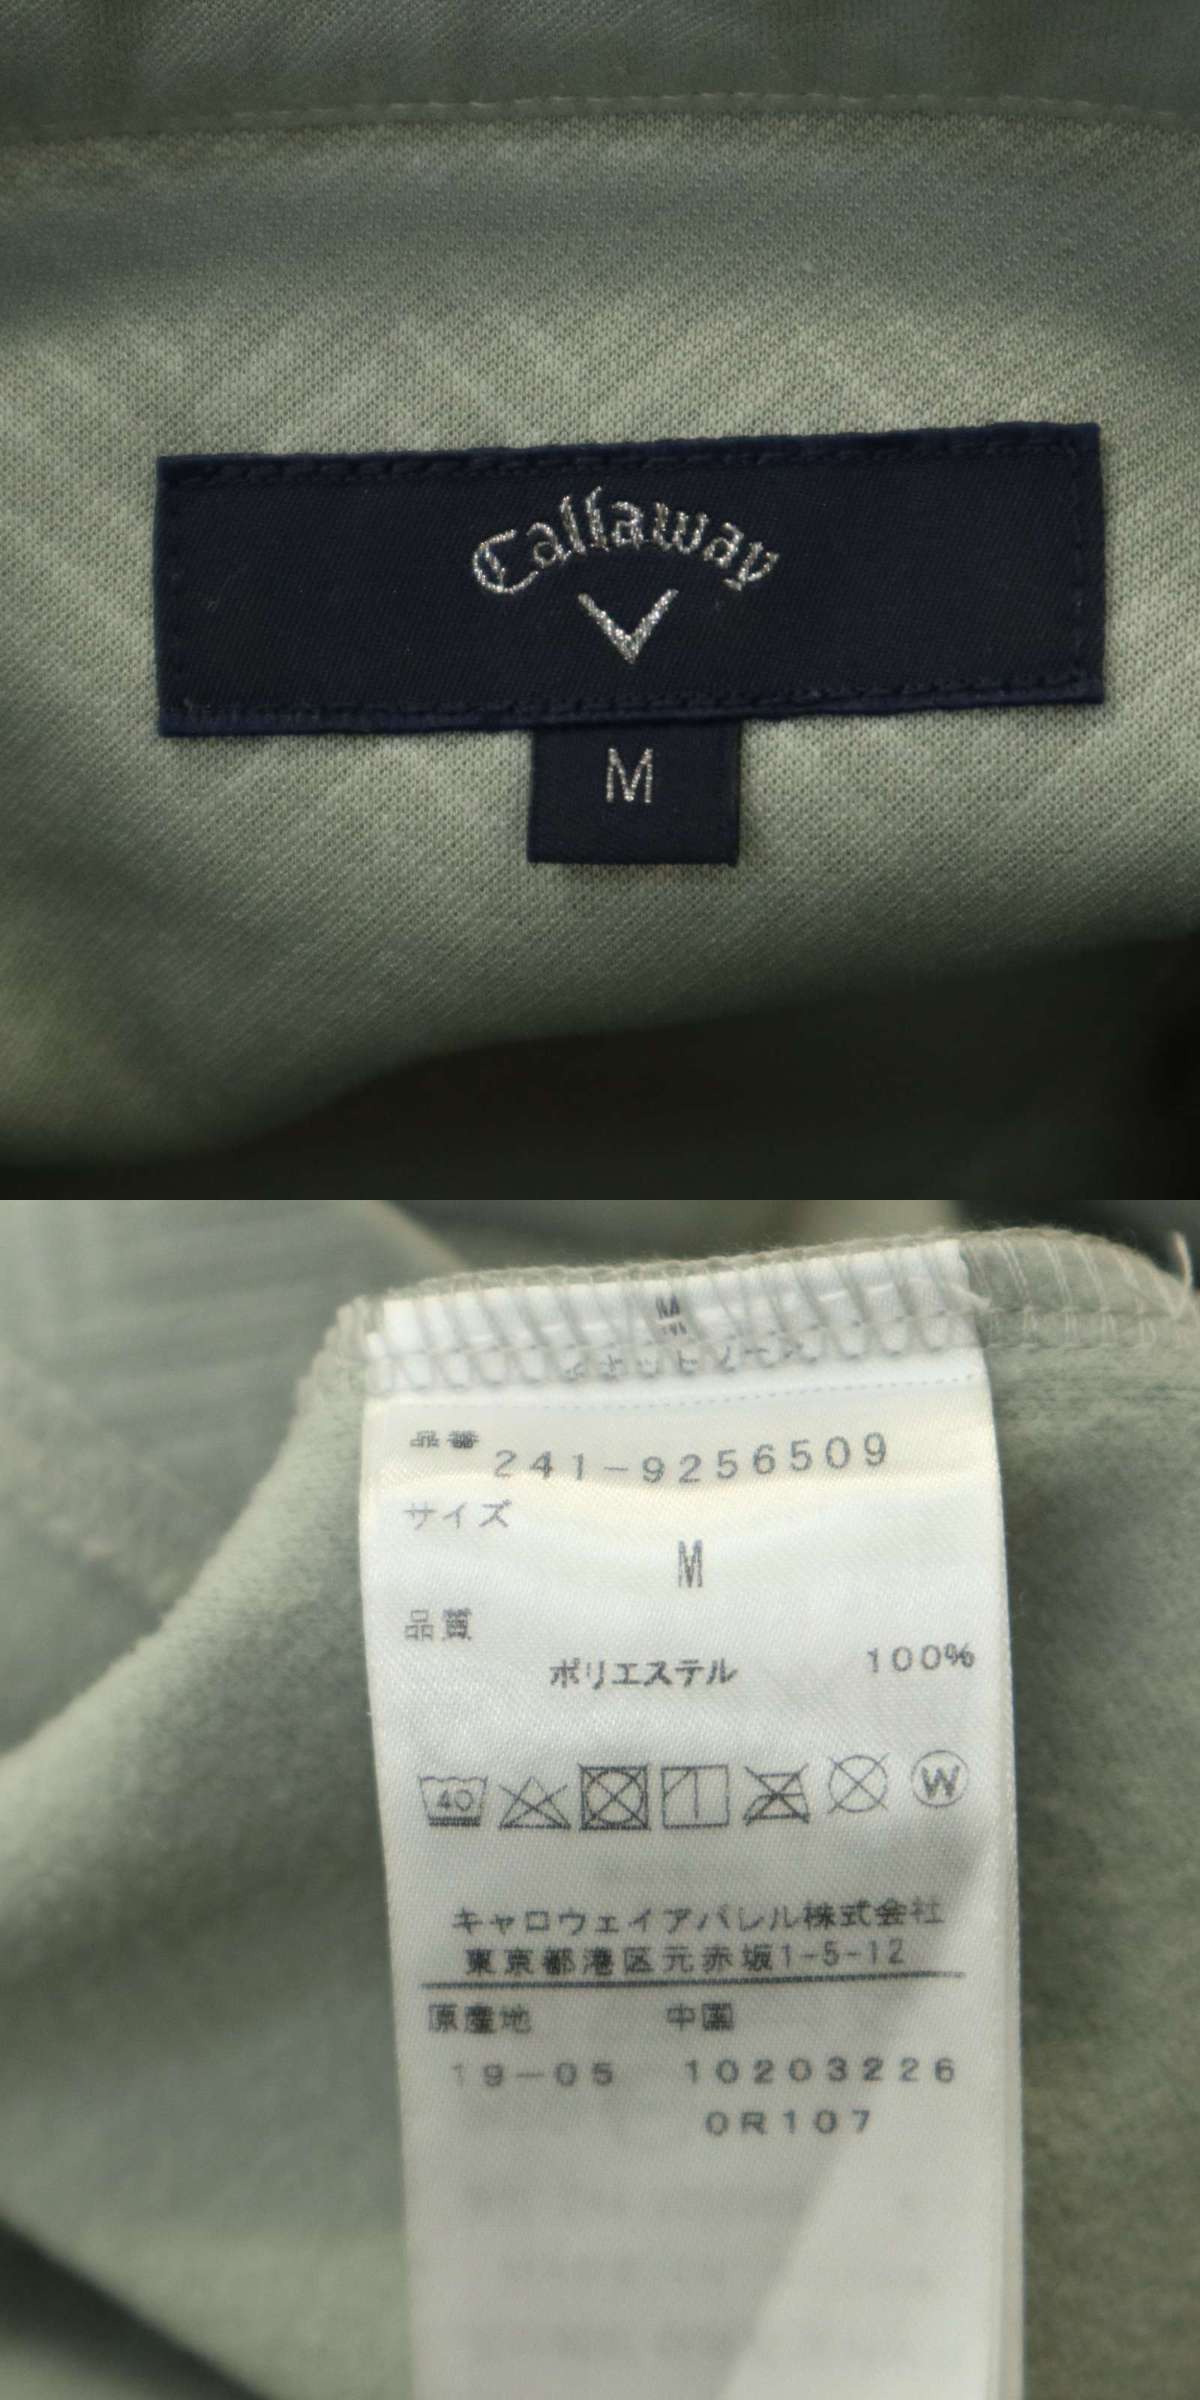 Callaway
M
M
品番 241-9256509
サイズ
M
品質
ポリエステル 100%
40
W
キャロウェイアパレル株式会社
東京都港区元赤坂1-5-12
原産地 中国
19-05 10203226
0R107